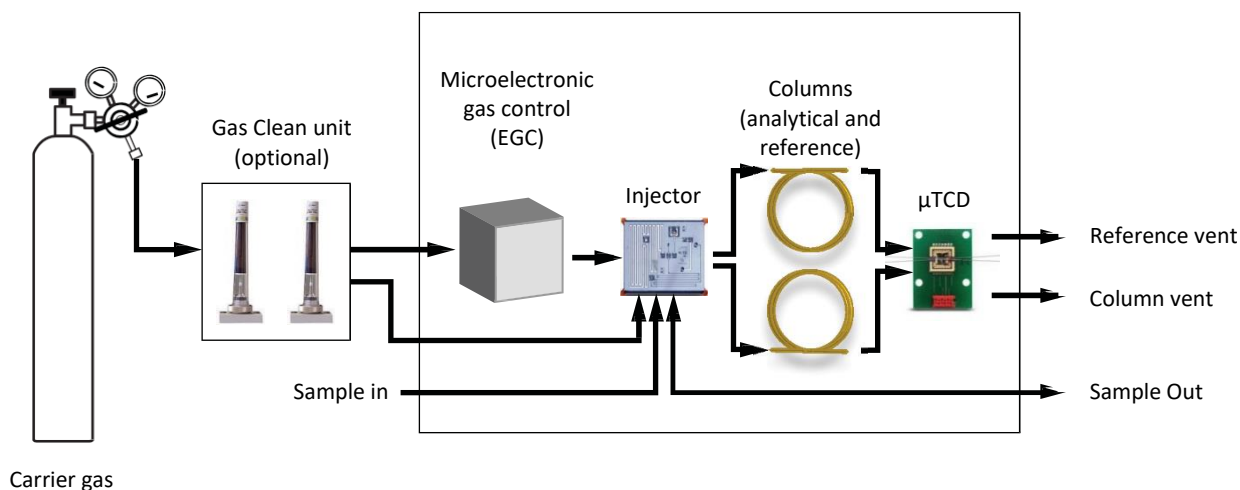 Microelectronic
gas control
(EGC)
Columns
(analytical and
reference)
Gas Clean unit
(optional)
Injector
µTCD
Reference vent
Column vent
Sample in
Sample Out
Carrier gas